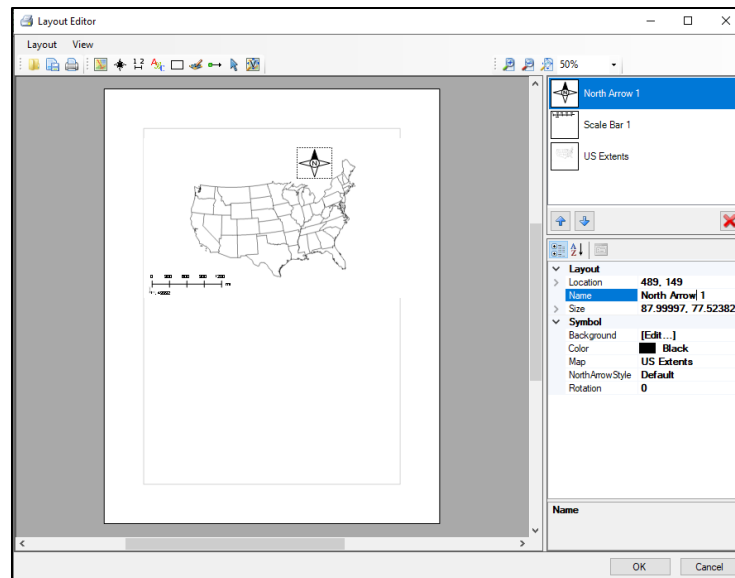 Layout Editor
Layout View
50%
North Arrow 1
Scale Bar 1
US Extents
N
mi
Layout
Location 489, 149
Name North Arrow 1
Size 87.99997, 77.52382
Symbol
Background [Edit...]
Color Black
Map US Extents
NorthArrowStyle Default
Rotation 0
Name
OK Cancel